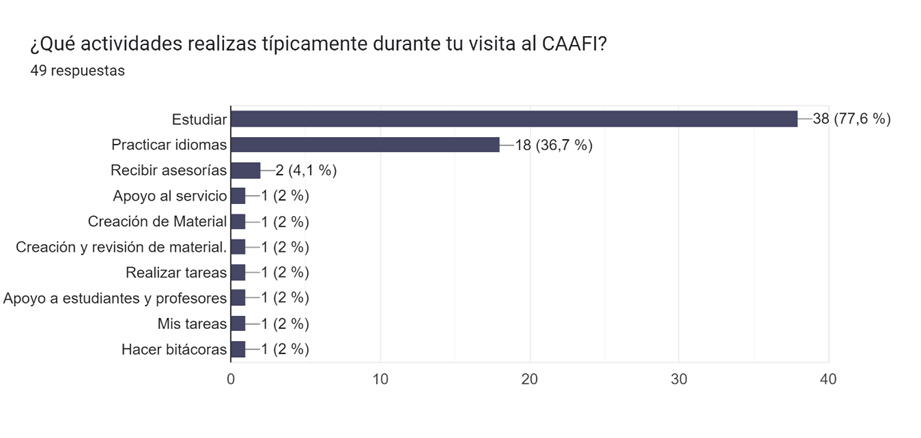 ¿Qué actividades realizas típicamente durante tu visita al CAAFI?
49 respuestas
Estudiar 38 (77,6 %)
Practicar idiomas 18 (36,7 %)
Recibir asesorías 2 (4,1 %)
Apoyo al servicio 1 (2 %)
Creación de Material 1 (2 %)
Creación y revisión de material. 1 (2 %)
Realizar tareas 1 (2 %)
Apoyo a estudiantes y profesores 1 (2 %)
Mis tareas 1 (2 %)
Hacer bitácoras 1 (2 %)
0 10 20 30 40